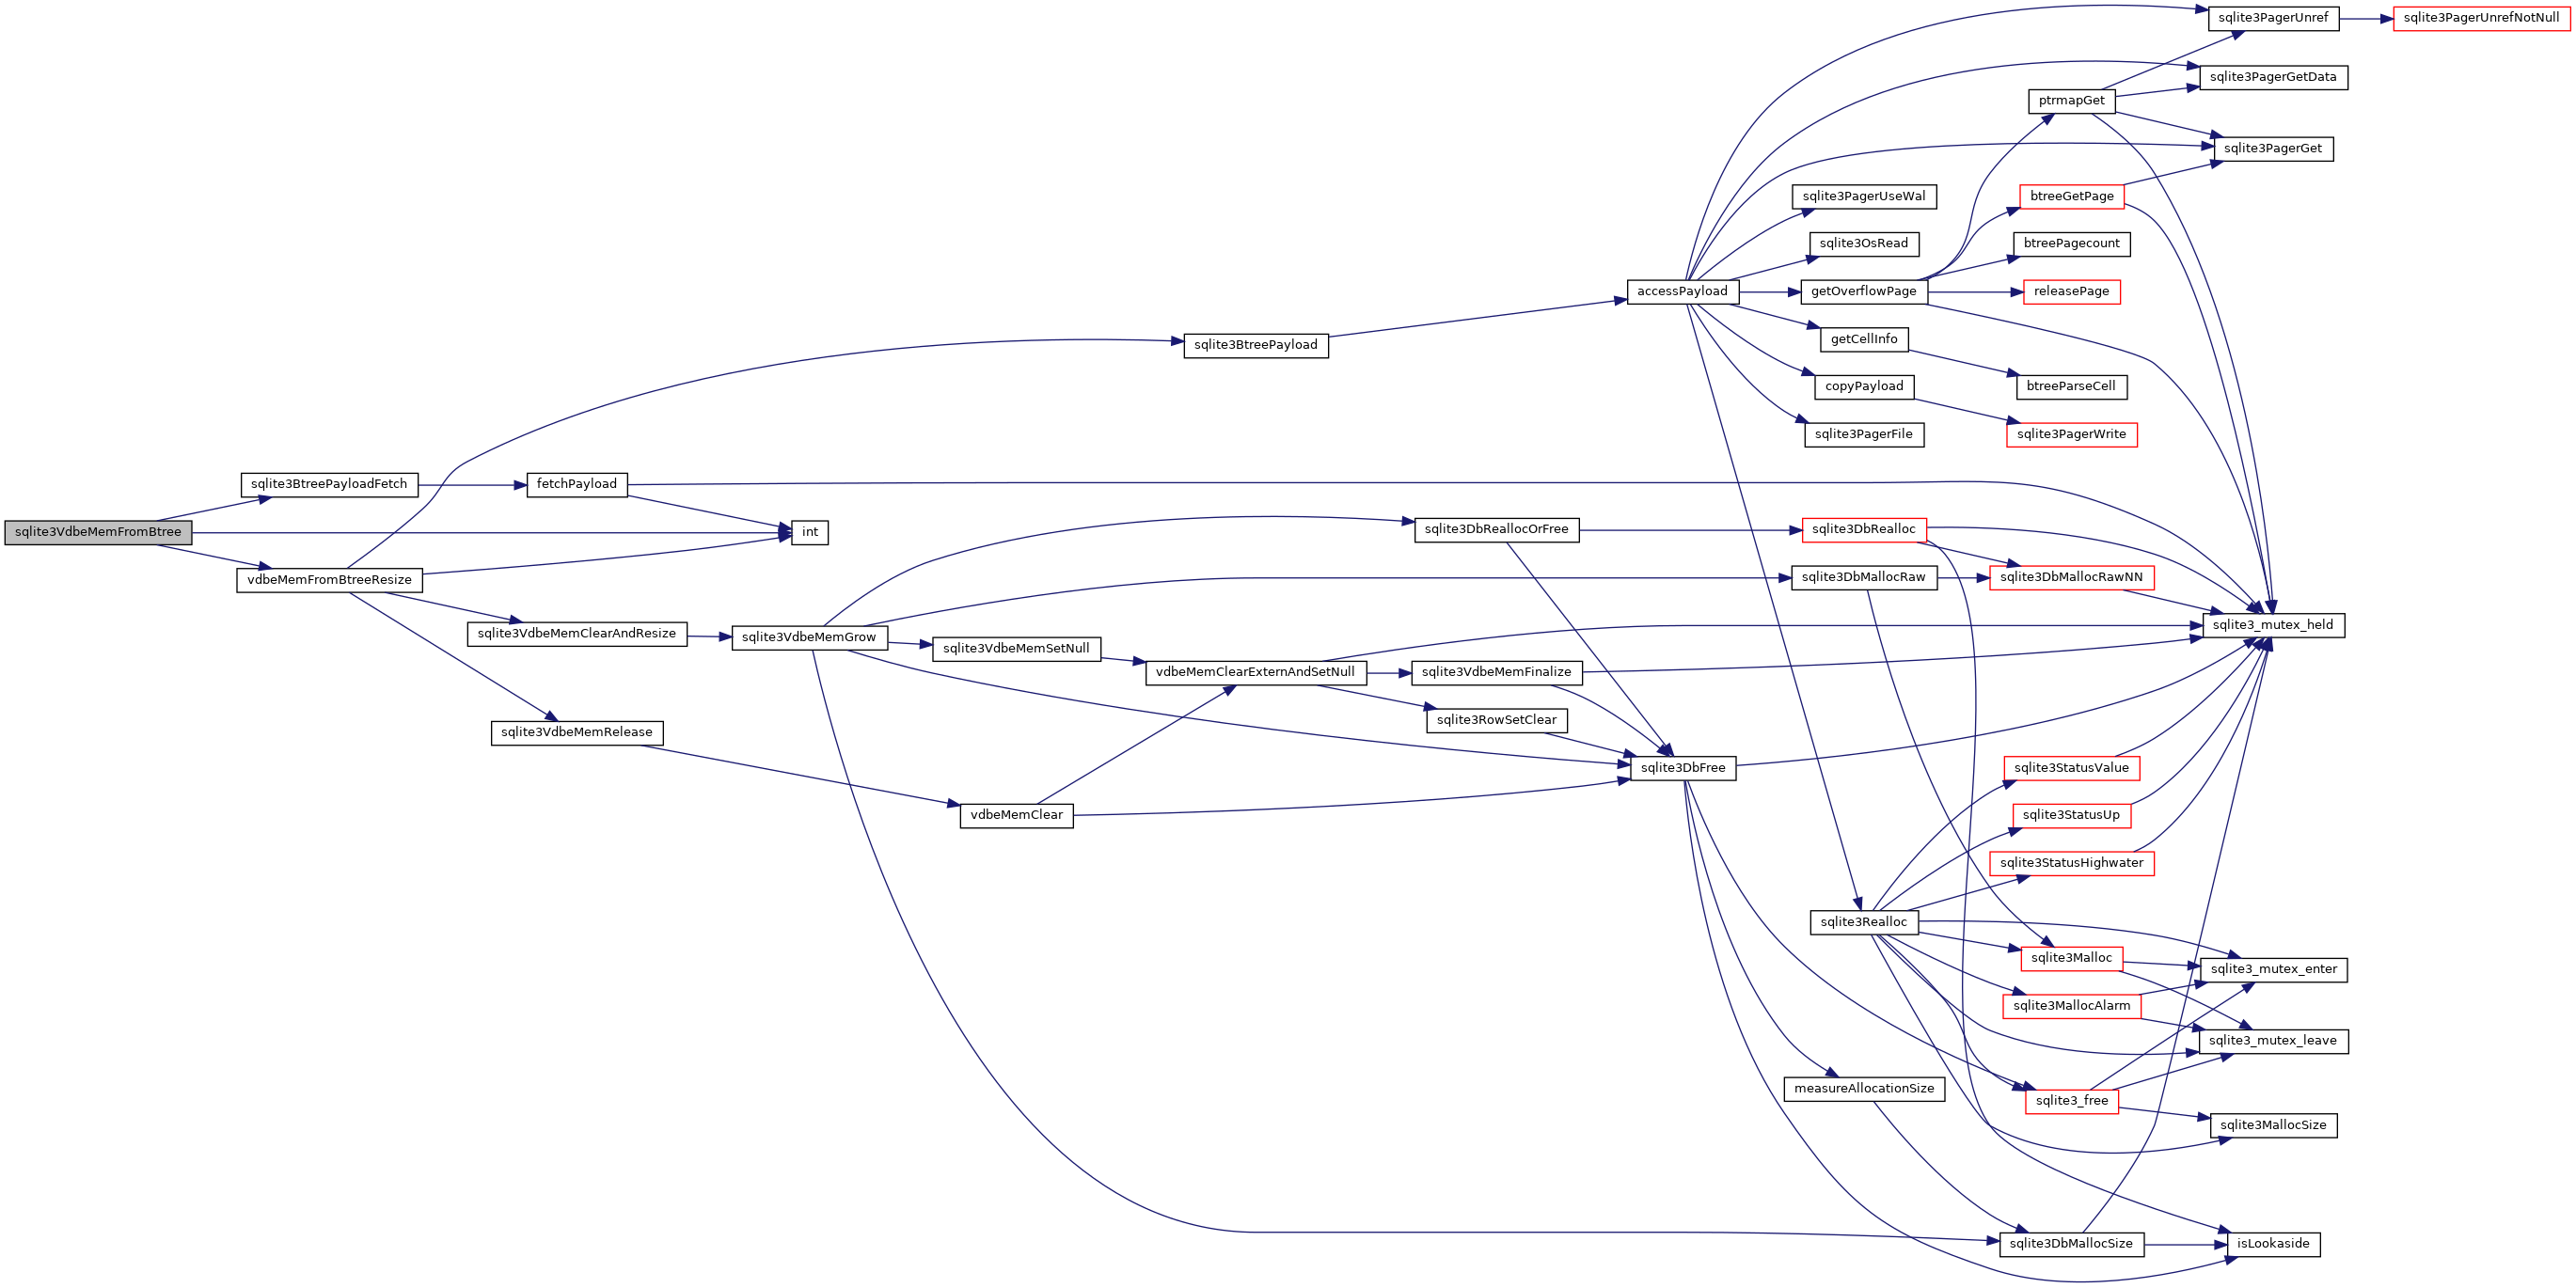 sqlite3PagerUnref
sqlite3PagerUnrefNotNull
sqlite3PagerGetData
ptrmapGet
sqlite3PagerGet
sqlite3PagerUseWal
btreeGetPage
sqlite3OsRead
btreePagecount
accessPayload
getOverflowPage
releasePage
sqlite3BtreePayload
getCellInfo
copyPayload
btreeParseCell
sqlite3PagerFile
sqlite3PagerWrite
sqlite3BtreePayloadFetch
fetchPayload
sqlite3VdbeMemFromBtree
int
sqlite3DbReallocOrFree
sqlite3DbRealloc
vdbeMemFromBtreeResize
sqlite3DbMallocRaw
sqlite3DbMallocRawNN
sqlite3VdbeMemClearAndResize
sqlite3VdbeMemGrow
sqlite3VdbeMemSetNull
sqlite3_mutex_held
vdbeMemClearExternAndSetNull
sqlite3VdbeMemFinalize
sqlite3RowSetClear
sqlite3VdbeMemRelease
sqlite3DbFree
sqlite3StatusValue
vdbeMemClear
sqlite3StatusUp
sqlite3StatusHighwater
sqlite3Realloc
sqlite3Malloc
sqlite3_mutex_enter
sqlite3MallocAlarm
sqlite3_mutex_leave
measureAllocationSize
sqlite3_free
sqlite3MallocSize
sqlite3DbMallocSize
isLookaside